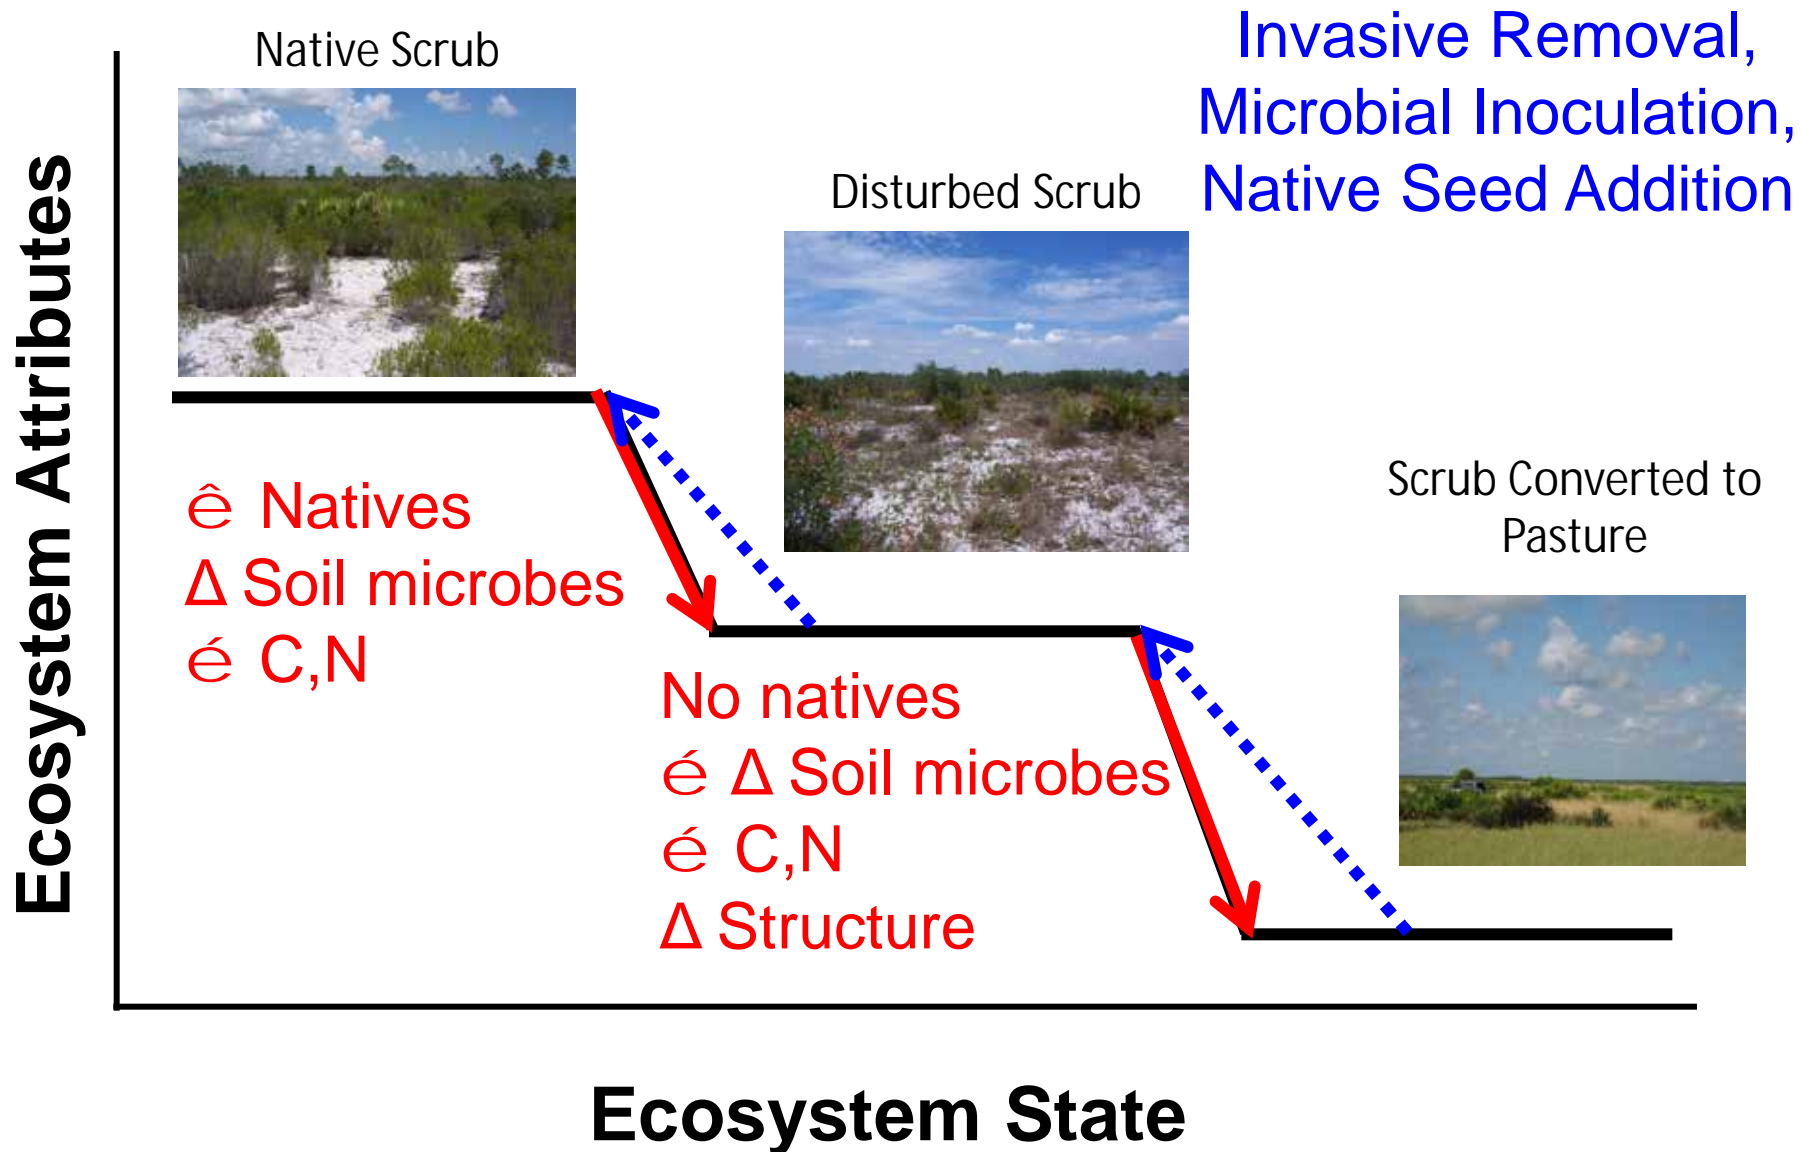 Native Scrub
Invasive Removal,
Microbial Inoculation,
Native Seed Addition
Disturbed Scrub
Scrub Converted to
Pasture
Ecosystem Attributes
ê Natives
Δ Soil microbes
é C,N
No natives
é Δ Soil microbes
é C,N
Δ Structure
Ecosystem State